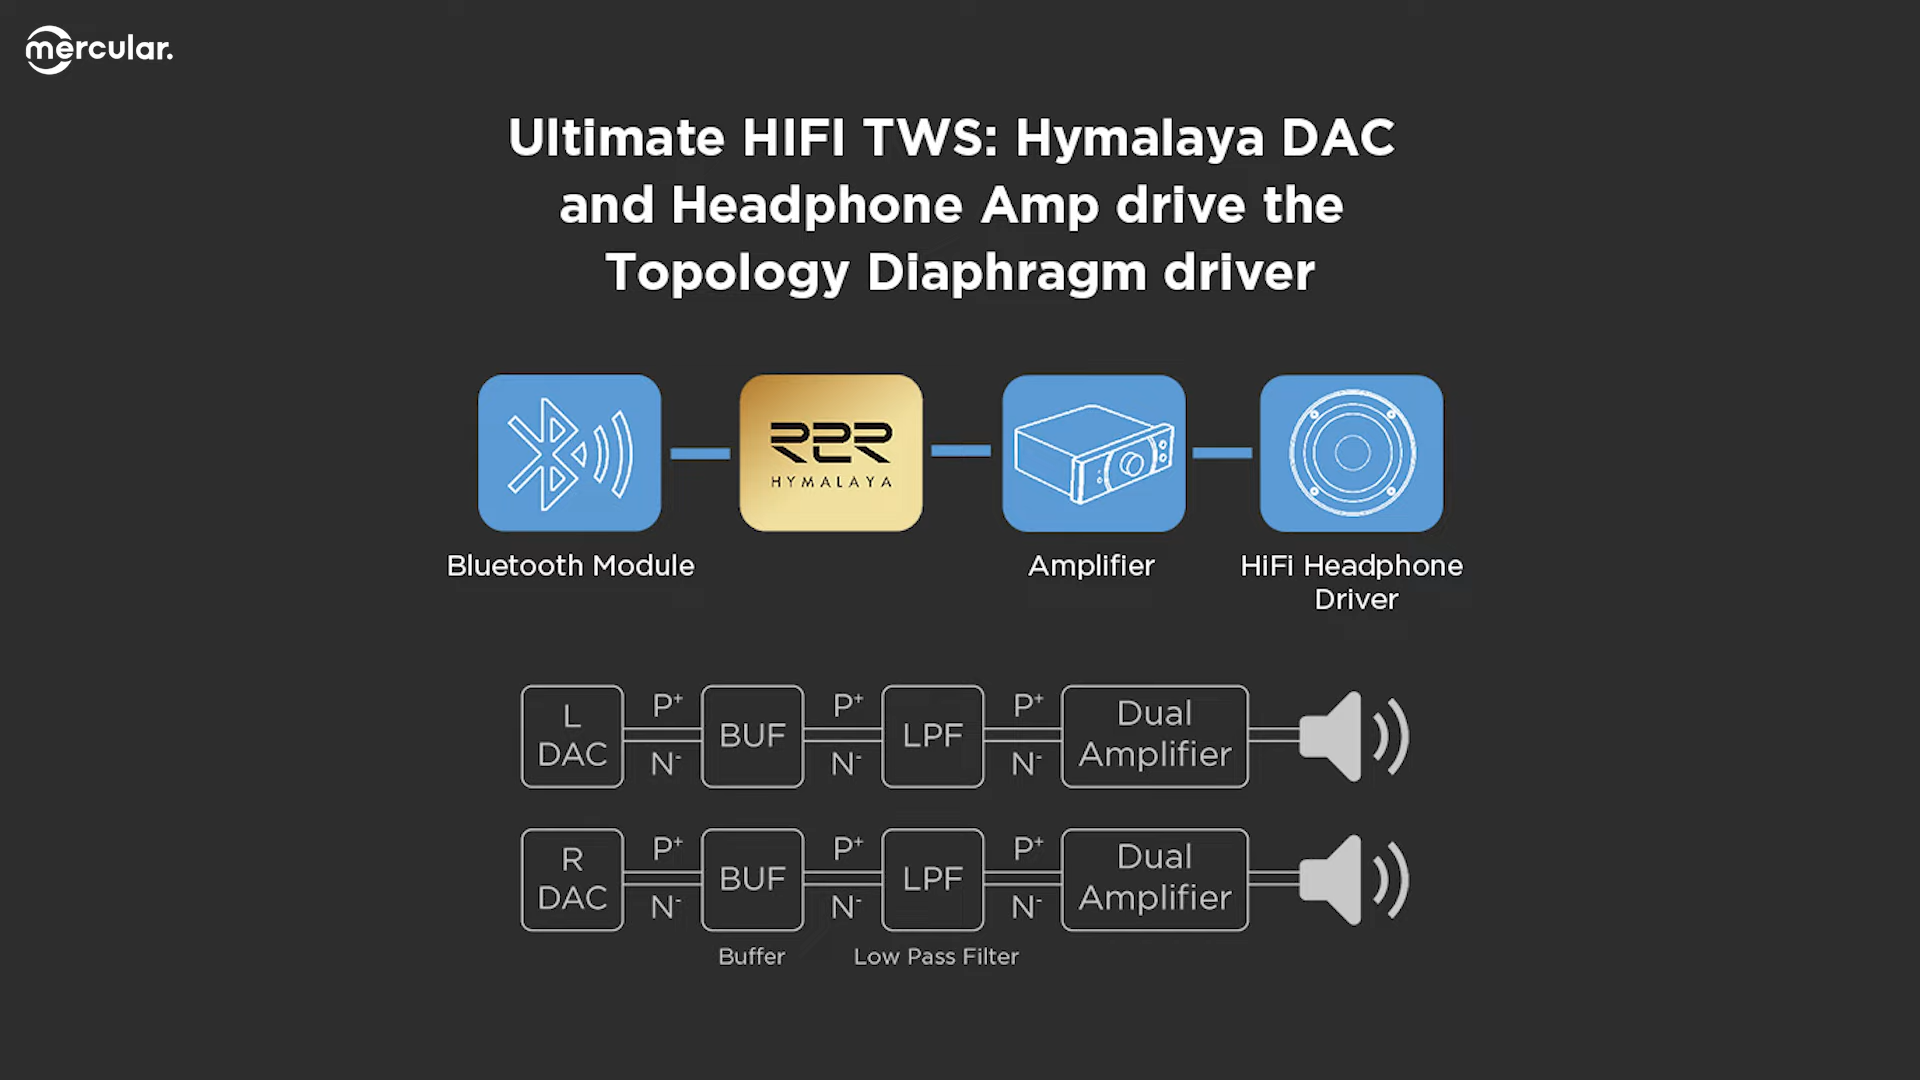 mercular.
Ultimate HIFI TWS: Hymalaya DAC
and Headphone Amp drive the
Topology Diaphragm driver
R2R
HYMALAYA
Bluetooth Module
Amplifier
HiFi Headphone
Driver
L
DAC
P+
N-
BUF
P+
N-
LPF
P+
N-
Dual
Amplifier
R
DAC
P+
N-
BUF
P+
N-
LPF
P+
N-
Dual
Amplifier
Buffer
Low Pass Filter